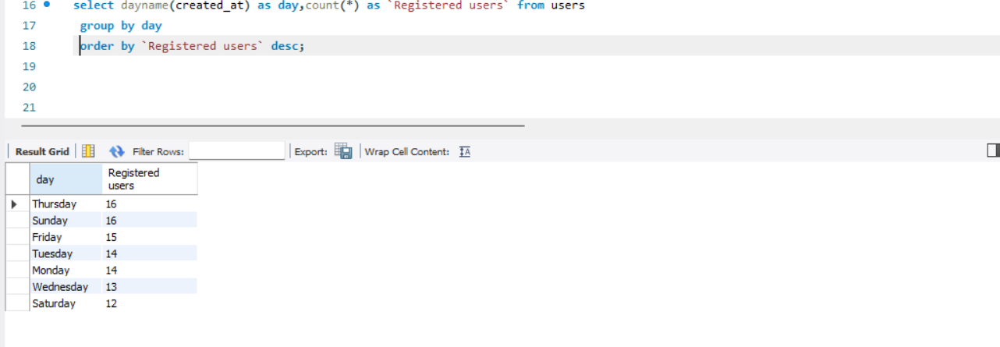 16 select dayname(created_at) as day,count(*) as `Registered users` from users
17 group by day
18 order by `Registered users` desc;
19
20
21
Result Grid Filter Rows: Export: Wrap Cell Content:
day Registered users
Thursday 16
Sunday 16
Friday 15
Tuesday 14
Monday 14
Wednesday 13
Saturday 12